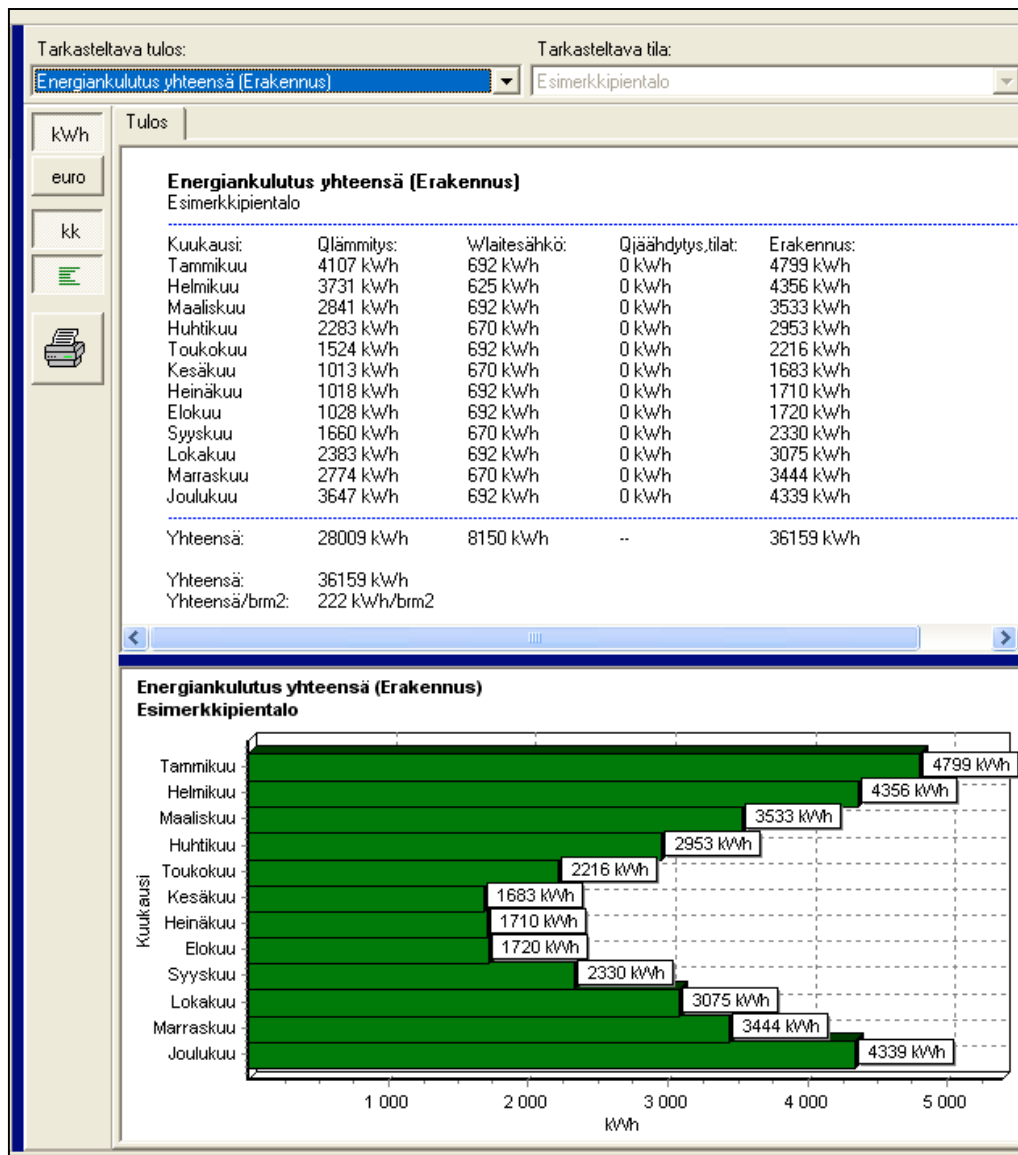 Tarkasteltava tulos: Tarkasteltava tila:
Energiankulutus yhteensä (Erakennus) Esimerkkipientalo
kWh
euro
kk
Tulos
Energiankulutus yhteensä (Erakennus)
Esimerkkipientalo
Kuukausi: Qlämmitys: Wlaitesähkö: Qjäähdytys,tilat: Erakennus:
Tammikuu 4107 kWh 692 kWh 0 kWh 4799 kWh
Helmikuu 3731 kWh 625 kWh 0 kWh 4356 kWh
Maaliskuu 2841 kWh 692 kWh 0 kWh 3533 kWh
Huhtikuu 2283 kWh 670 kWh 0 kWh 2953 kWh
Toukokuu 1524 kWh 692 kWh 0 kWh 2216 kWh
Kesäkuu 1013 kWh 670 kWh 0 kWh 1683 kWh
Heinäkuu 1018 kWh 692 kWh 0 kWh 1710 kWh
Elokuu 1028 kWh 692 kWh 0 kWh 1720 kWh
Syyskuu 1660 kWh 670 kWh 0 kWh 2330 kWh
Lokakuu 2383 kWh 692 kWh 0 kWh 3075 kWh
Marraskuu 2774 kWh 670 kWh 0 kWh 3444 kWh
Joulukuu 3647 kWh 692 kWh 0 kWh 4339 kWh
Yhteensä: 28009 kWh 8150 kWh -- 36159 kWh
Yhteensä: 36159 kWh
Yhteensä/brm2: 222 kWh/brm2
Energiankulutus yhteensä (Erakennus)
Esimerkkipientalo
Kuukausi
Tammikuu 4799 kWh
Helmikuu 4356 kWh
Maaliskuu 3533 kWh
Huhtikuu 2953 kWh
Toukokuu 2216 kWh
Kesäkuu 1683 kWh
Heinäkuu 1710 kWh
Elokuu 1720 kWh
Syyskuu 2330 kWh
Lokakuu 3075 kWh
Marraskuu 3444 kWh
Joulukuu 4339 kWh
1 000 2 000 3 000 4 000 5 000
kWh